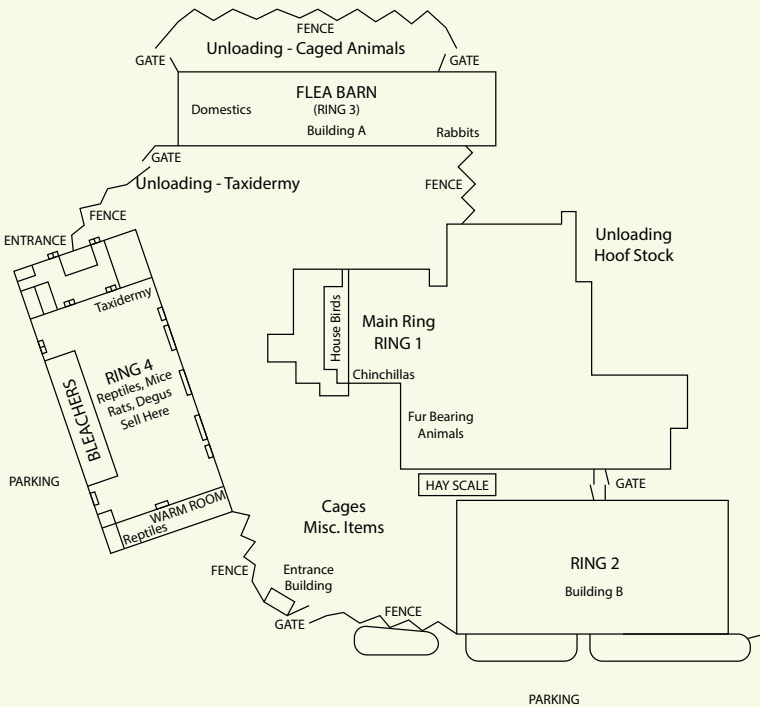 FENCE
Unloading - Caged Animals
GATE
GATE
FLEA BARN
(RING 3)
Domestics
Building A
Rabbits
GATE
Unloading - Taxidermy
FENCE
FENCE
ENTRANCE
Unloading
Hoof Stock
Taxidermy
House Birds
Main Ring
RING 1
Chinchillas
RING 4
Reptiles, Mice
Rats, Degus
Sell Here
BLEACHERS
Fur Bearing
Animals
PARKING
HAY SCALE
GATE
WARM ROOM
Reptiles
Cages
Misc. Items
RING 2
Building B
FENCE
Entrance
Building
GATE
FENCE
PARKING